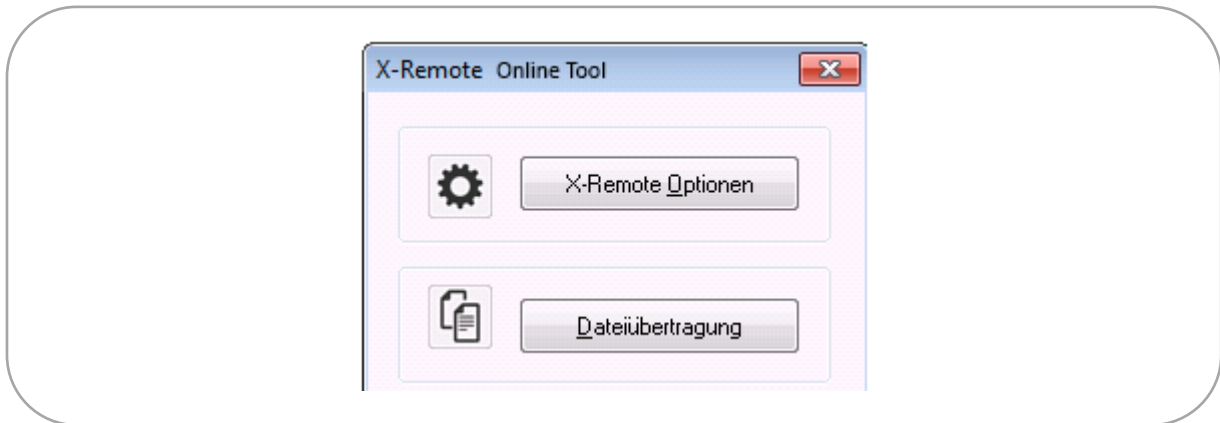 X-Remote Online Tool
X-Remote Optionen
Dateiübertragung